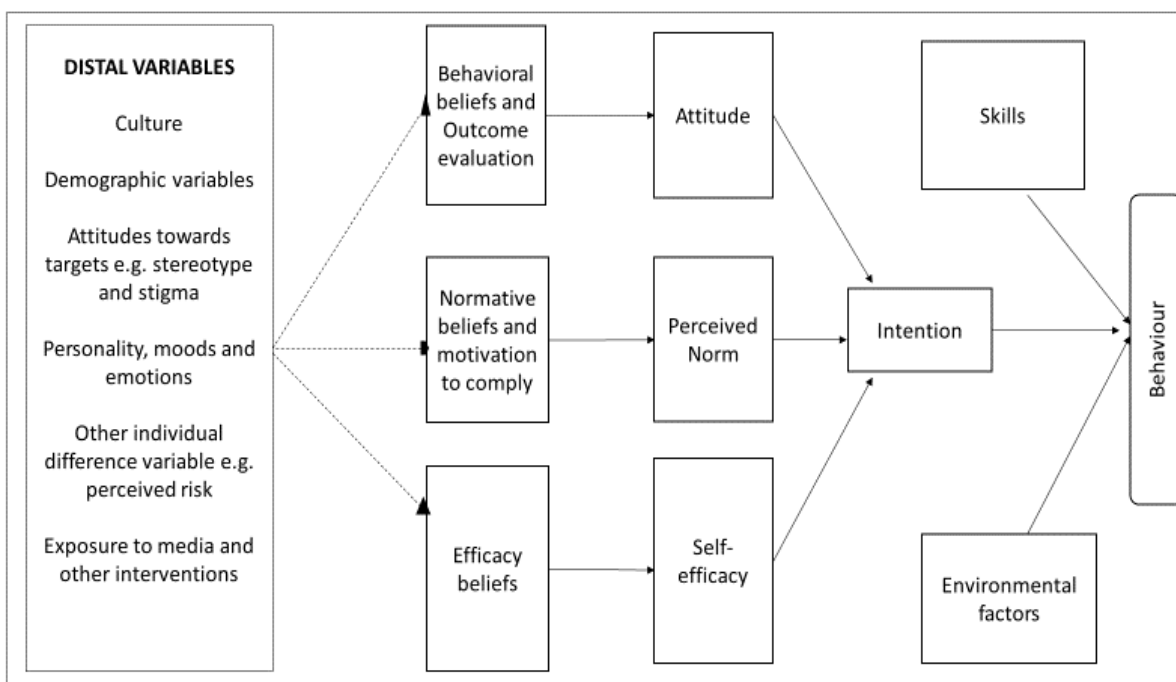 DISTAL VARIABLES
Culture
Demographic variables
Attitudes towards
targets e.g. stereotype
and stigma
Personality, moods and
emotions
Other individual
difference variable e.g.
perceived risk
Exposure to media and
other interventions
Behavioral
beliefs and
Outcome
evaluation
Normative
beliefs and
motivation
to comply
Efficacy
beliefs
Attitude
Perceived
Norm
Self-
efficacy
Intention
Skills
Environmental
factors
Behaviour